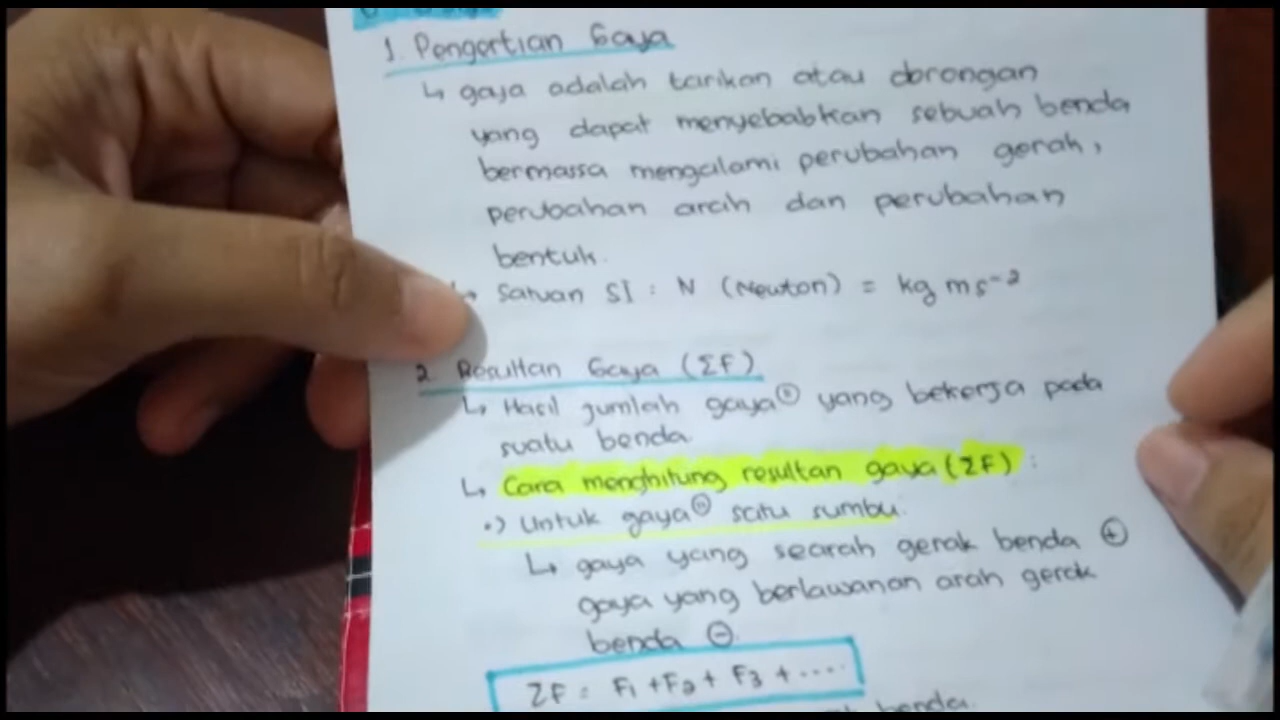 1. Pengertian Gaya
↳ gaya adalah tarikan atau dorongan
yang dapat menyebabkan sebuah benda
bermassa mengalami perubahan gerak,
perubahan arah dan perubahan
bentuk.
↳ Satuan SI : N (Newton) = kg ms⁻²
2. Resultan Gaya (ΣF)
↳ Hasil jumlah gaya yang bekerja pada
suatu benda
↳ Cara menghitung resultan gaya (ΣF) :
•) Untuk gaya satu sumbu.
↳ gaya yang searah gerak benda ⊕
gaya yang berlawanan arah gerak
benda ⊖.
ΣF = F₁ + F₂ + F₃ + ....
benda.